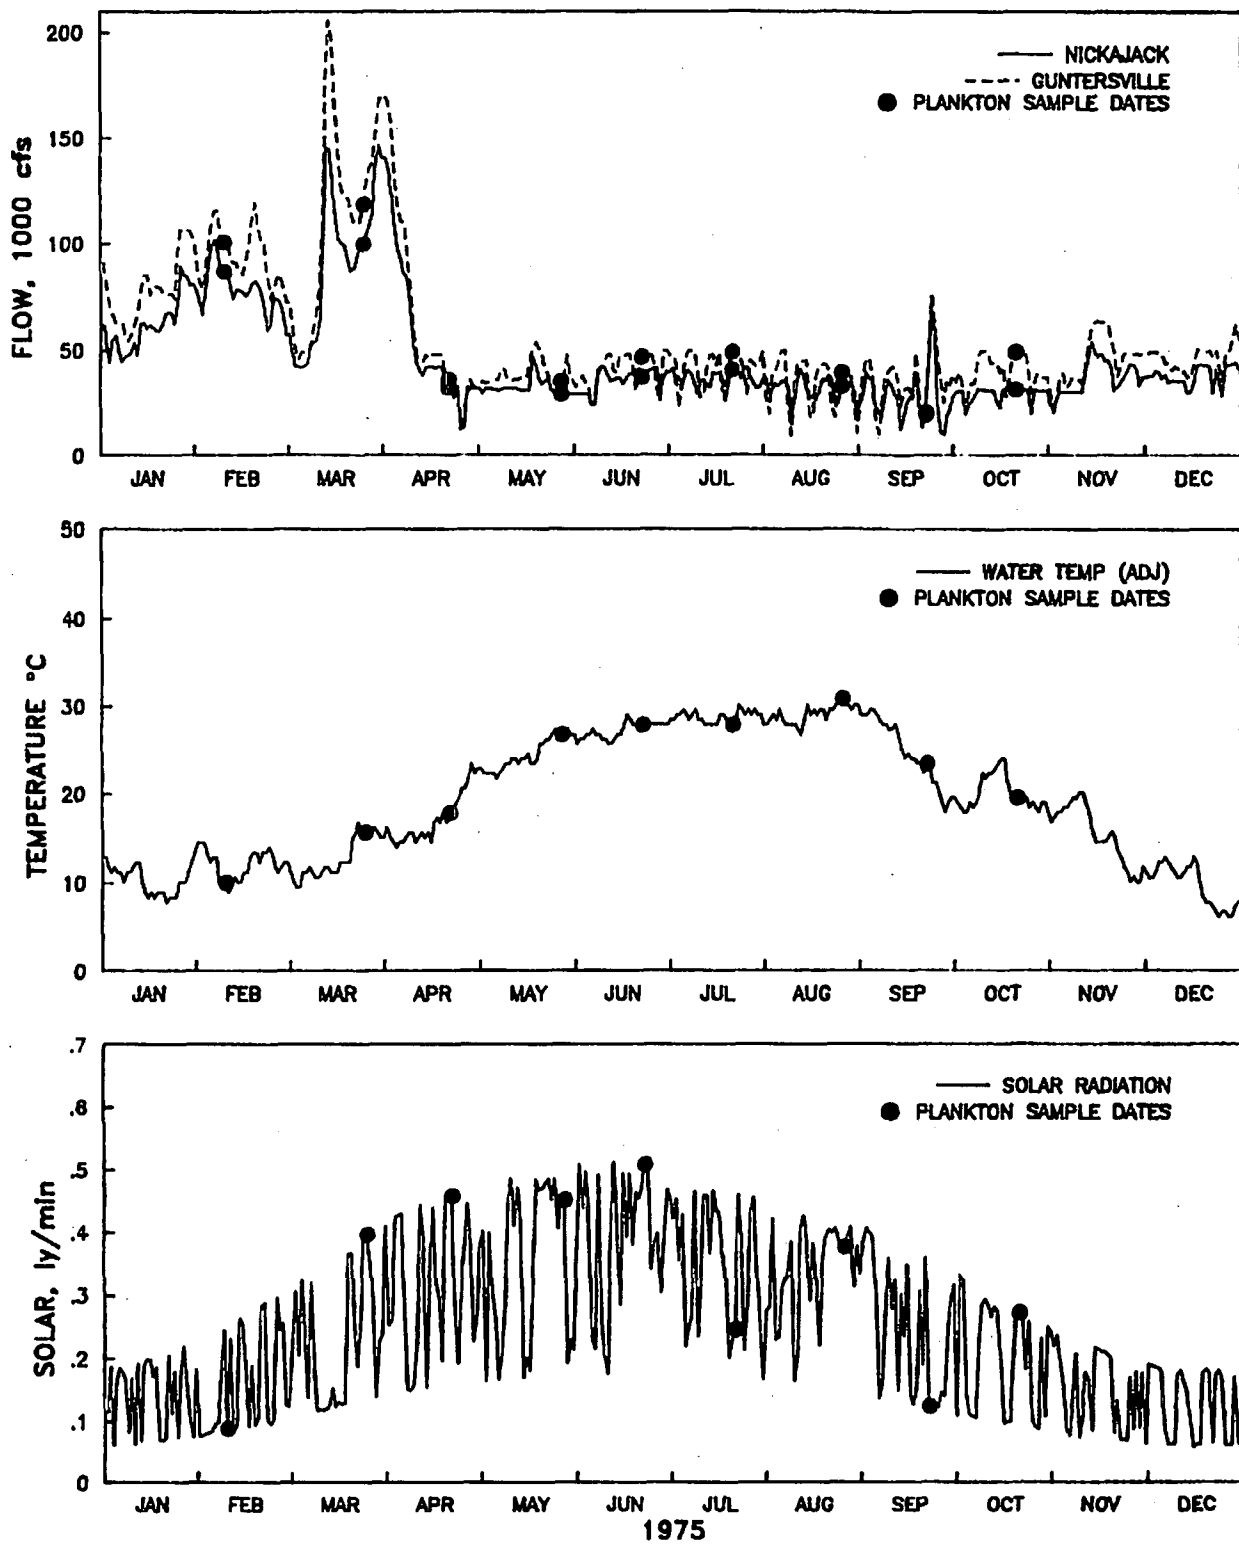 FLOW, 1000 cfs
200
150
100
50
0
NICKAJACK
GUNTERSVILLE
PLANKTON SAMPLE DATES
JAN FEB MAR APR MAY JUN JUL AUG SEP OCT NOV DEC
TEMPERATURE °C
50
40
30
20
10
0
WATER TEMP (ADJ)
PLANKTON SAMPLE DATES
JAN FEB MAR APR MAY JUN JUL AUG SEP OCT NOV DEC
SOLAR, ly/min
.7
.6
.5
.4
.3
.2
.1
0
SOLAR RADIATION
PLANKTON SAMPLE DATES
JAN FEB MAR APR MAY JUN JUL AUG SEP OCT NOV DEC
1975